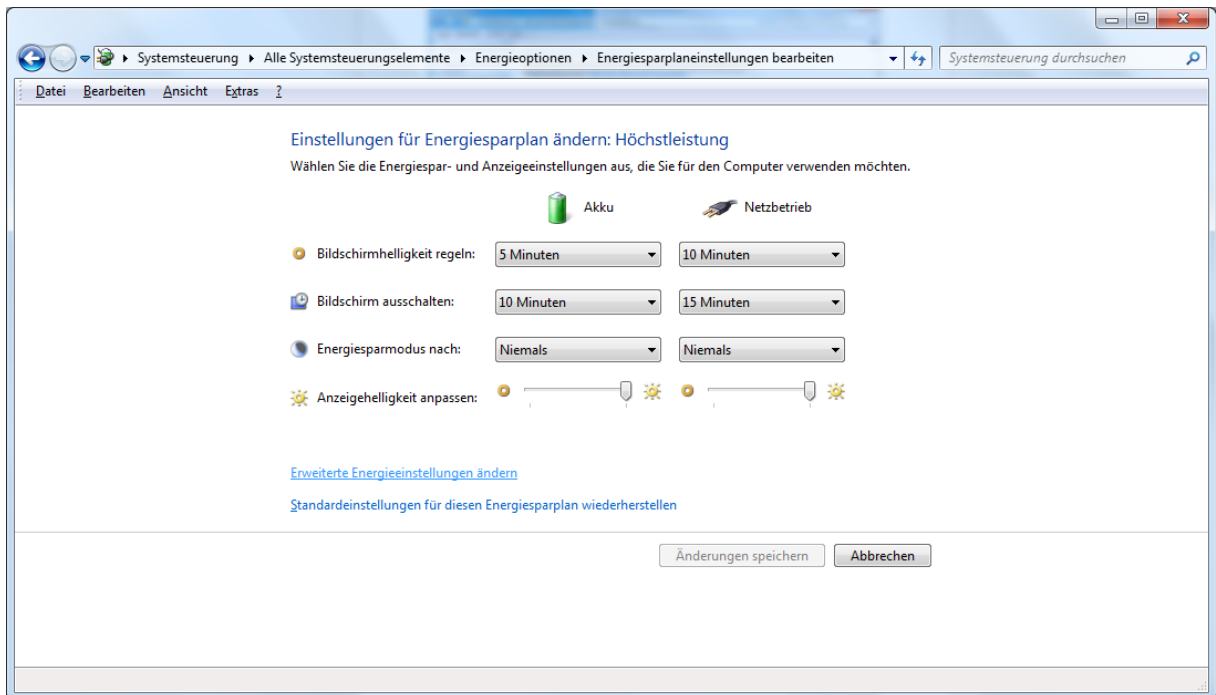 Systemsteuerung Alle Systemsteuerungselemente Energieoptionen Energiesparplaneinstellungen bearbeiten Systemsteuerung durchsuchen
Datei Bearbeiten Ansicht Extras ?
Einstellungen für Energiesparplan ändern: Höchstleistung
Wählen Sie die Energiespar- und Anzeigeeinstellungen aus, die Sie für den Computer verwenden möchten.
Akku Netzbetrieb
Bildschirmhelligkeit regeln: 5 Minuten 10 Minuten
Bildschirm ausschalten: 10 Minuten 15 Minuten
Energiesparmodus nach: Niemals Niemals
Anzeigehelligkeit anpassen:
Erweiterte Energieeinstellungen ändern
Standardeinstellungen für diesen Energiesparplan wiederherstellen
Änderungen speichern Abbrechen